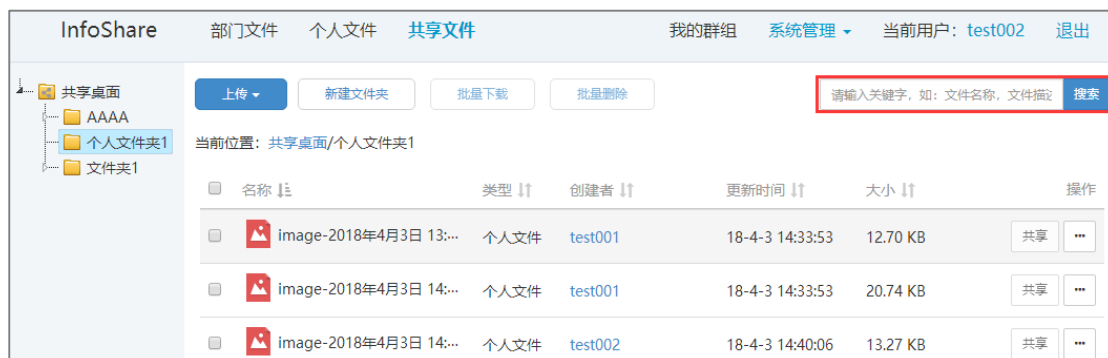 InfoShare 部门文件 个人文件 共享文件 我的群组 系统管理 当前用户：test002 退出
共享桌面
AAAA
个人文件夹1
文件夹1
上传 新建文件夹 批量下载 批量删除 请输入关键字，如：文件名称，文件描述 搜索
当前位置：共享桌面/个人文件夹1
名称 类型 创建者 更新时间 大小 操作
image-2018年4月3日 13:... 个人文件 test001 18-4-3 14:33:53 12.70 KB 共享 ...
image-2018年4月3日 14:... 个人文件 test001 18-4-3 14:33:53 20.74 KB 共享 ...
image-2018年4月3日 14:... 个人文件 test002 18-4-3 14:40:06 13.27 KB 共享 ...